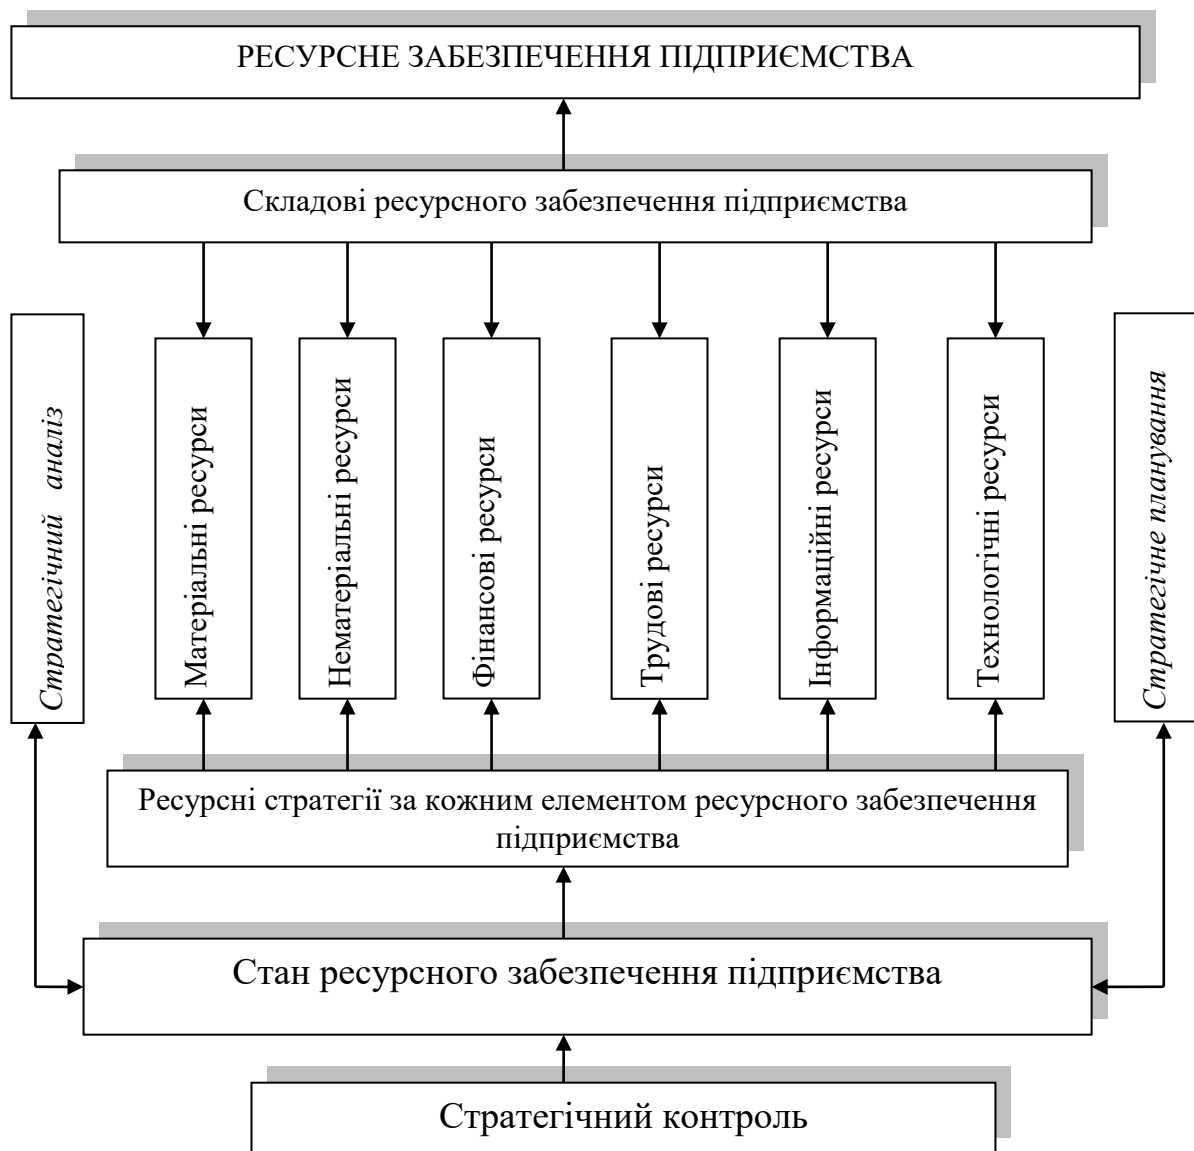 РЕСУРСНЕ ЗАБЕЗПЕЧЕННЯ ПІДПРИЄМСТВА
Складові ресурсного забезпечення підприємства
Стратегічний аналіз
Матеріальні ресурси
Нематеріальні ресурси
Фінансові ресурси
Трудові ресурси
Інформаційні ресурси
Технологічні ресурси
Стратегічне планування
Ресурсні стратегії за кожним елементом ресурсного забезпечення
підприємства
Стан ресурсного забезпечення підприємства
Стратегічний контроль